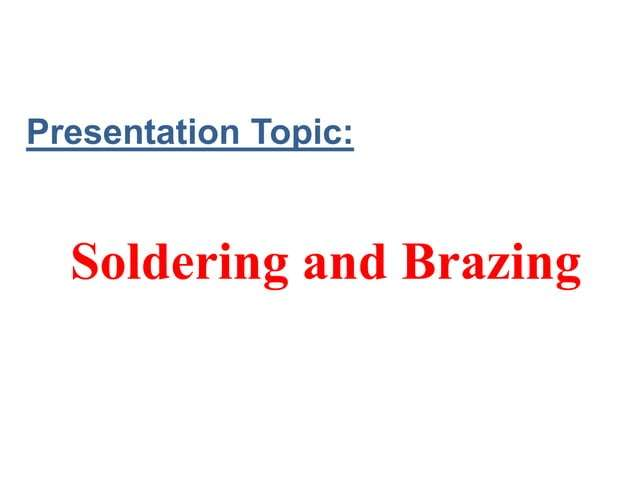 Presentation Topic:
Soldering and Brazing